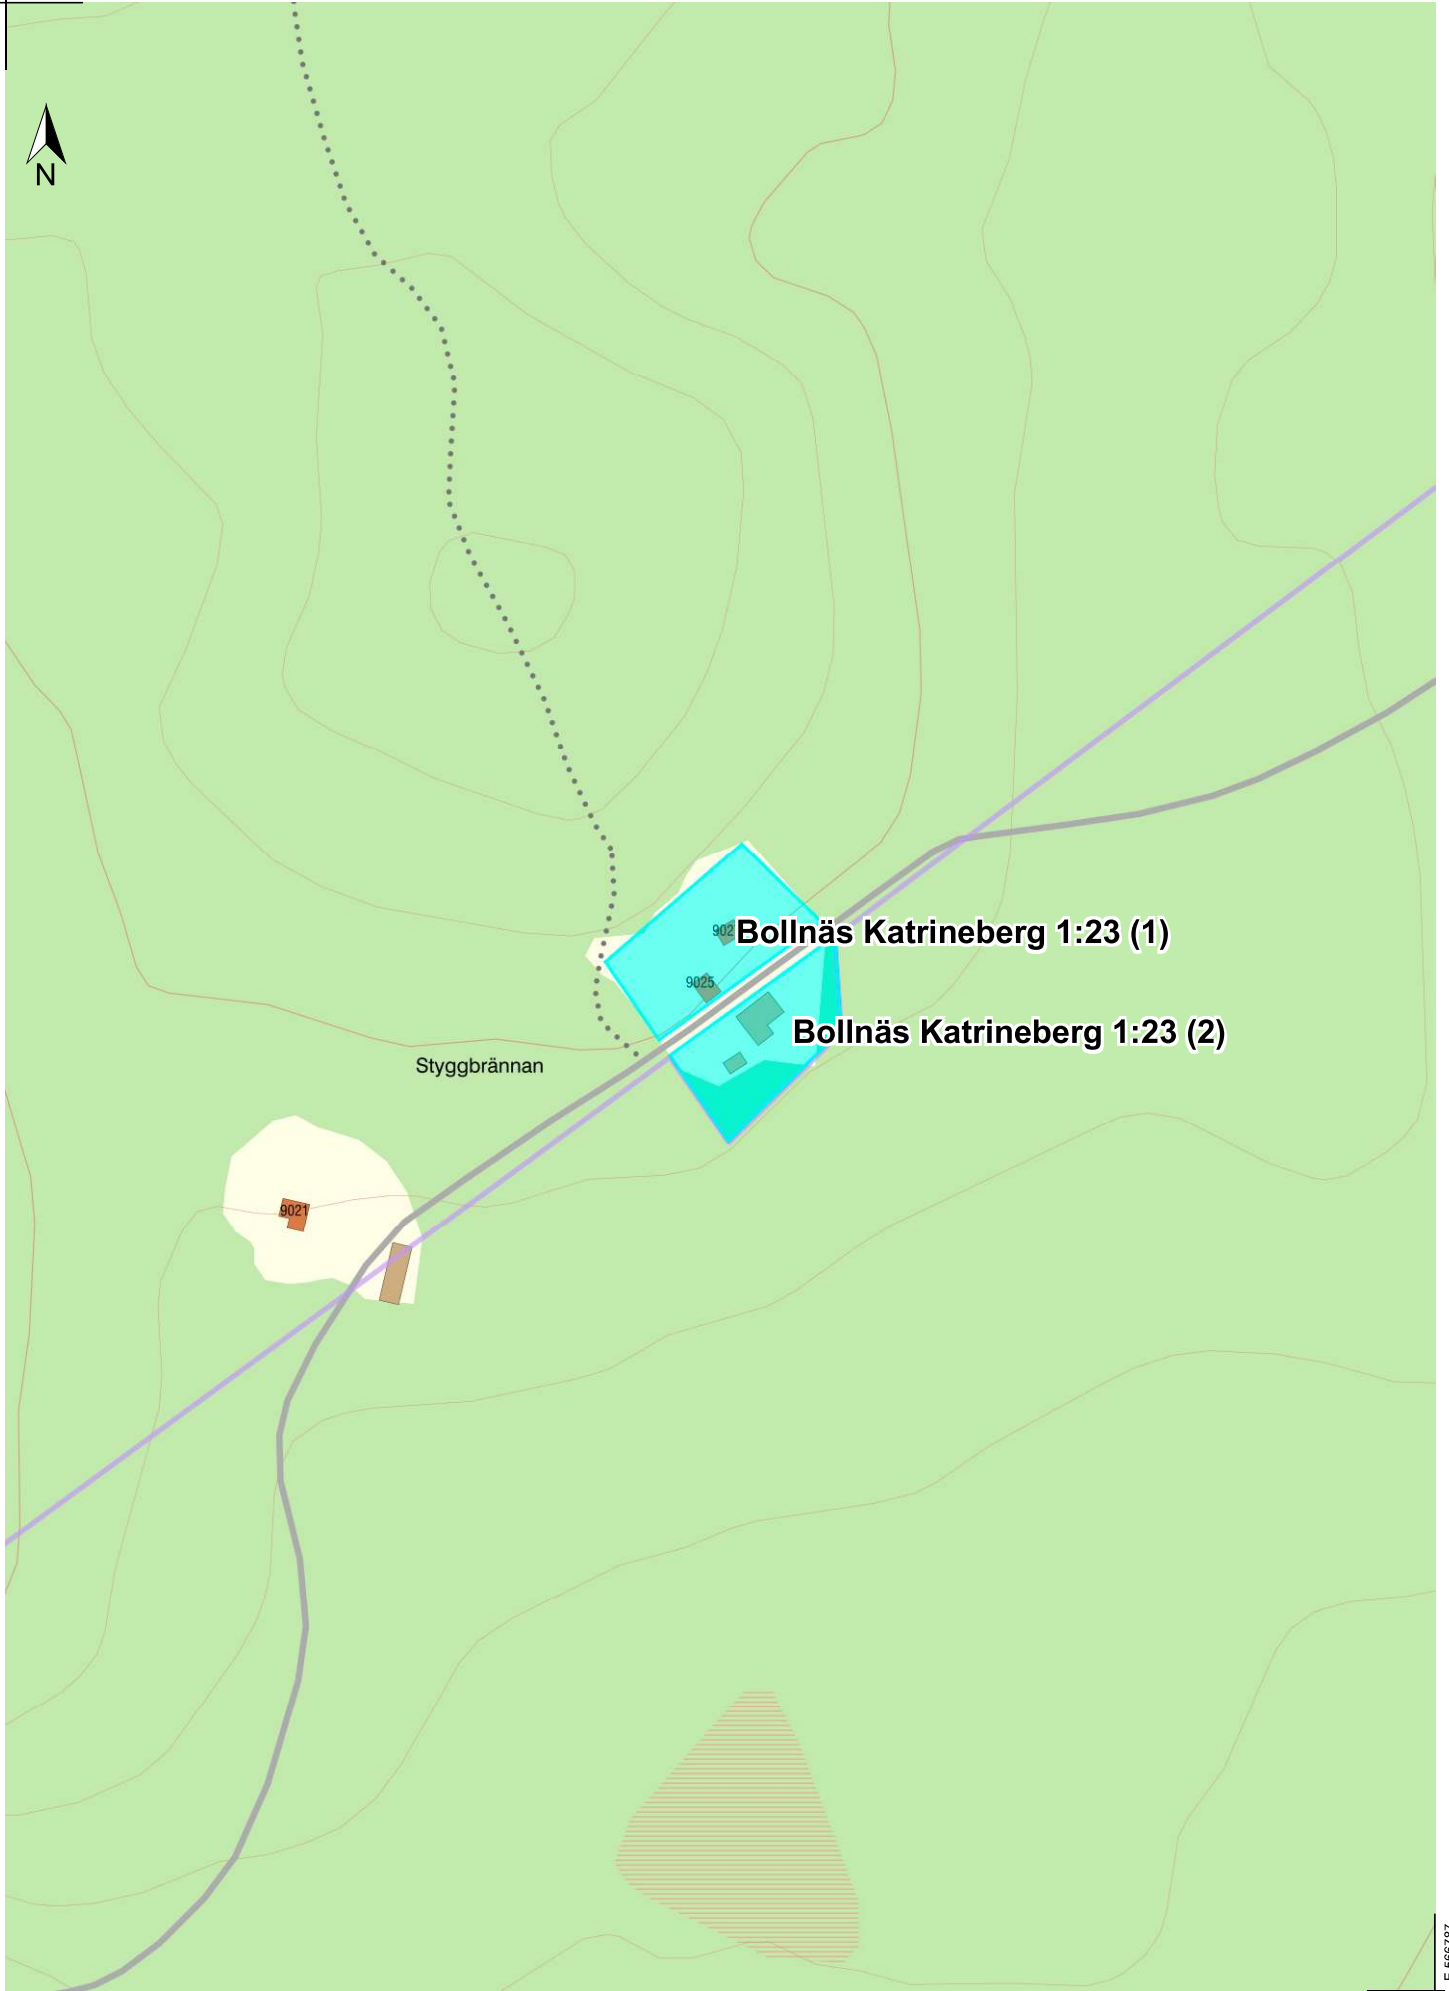 N
Bollnäs Katrineberg 1:23 (1)
9025
Bollnäs Katrineberg 1:23 (2)
Styggbrännan
9021